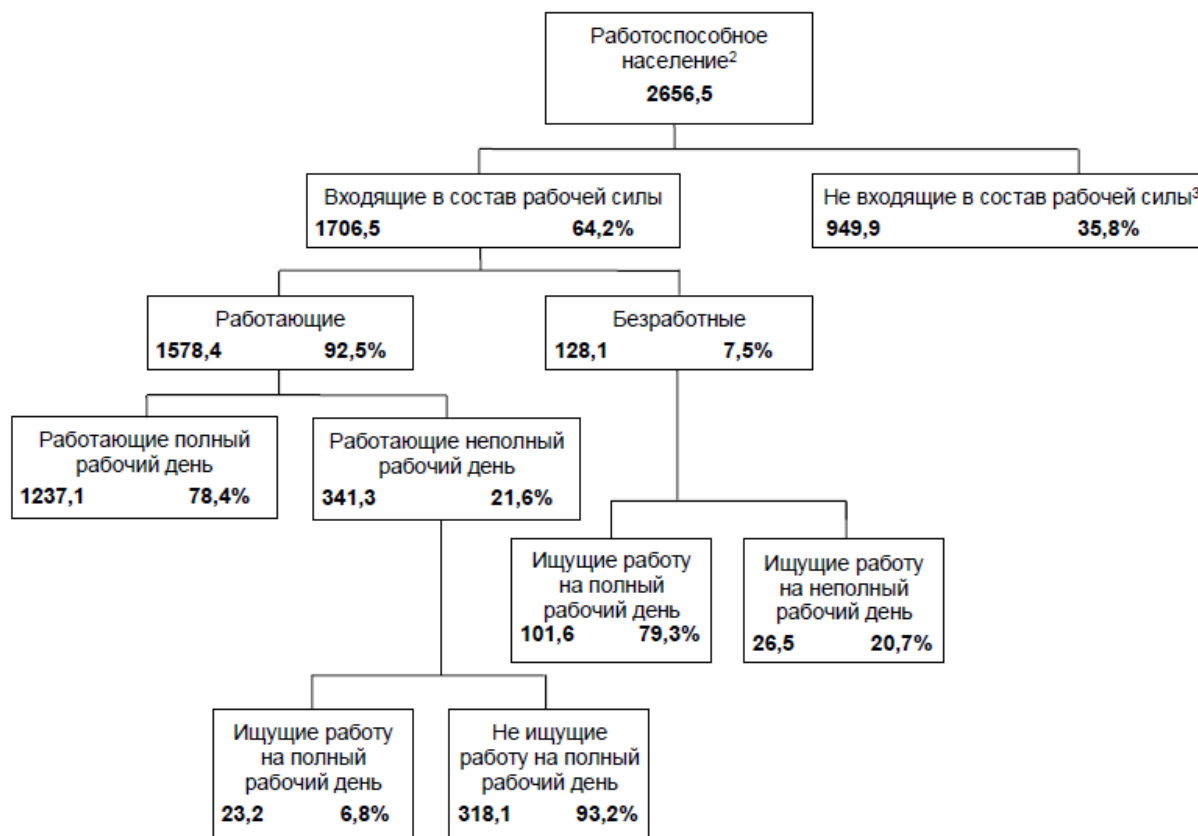 Работоспособное
население²
2656,5
Входящие в состав рабочей силы
1706,5 64,2%
Не входящие в состав рабочей силы³
949,9 35,8%
Работающие
1578,4 92,5%
Безработные
128,1 7,5%
Работающие полный
рабочий день
1237,1 78,4%
Работающие неполный
рабочий день
341,3 21,6%
Ищущие работу
на полный
рабочий день
101,6 79,3%
Ищущие работу
на неполный
рабочий день
26,5 20,7%
Ищущие работу
на полный
рабочий день
23,2 6,8%
Не ищущие
работу на полный
рабочий день
318,1 93,2%